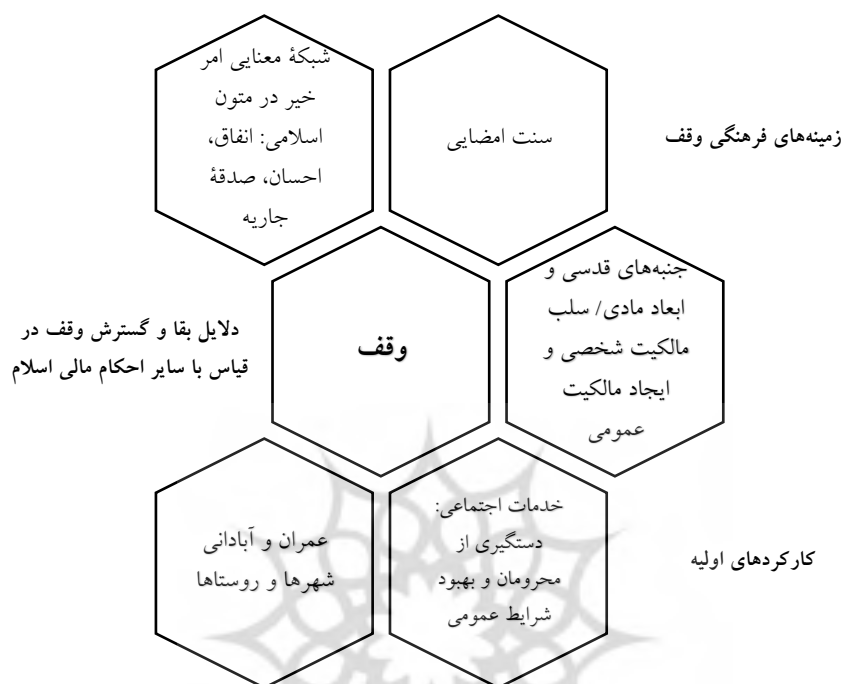 زمینه‌های فرهنگی وقف
سنت امضایی
شبکهٔ معنایی امر
خیر در متون
اسلامی: انفاق،
احسان، صدقهٔ
جاریه
جنبه‌های قدسی و
ابعاد مادی/ سلب
مالکیت شخصی و
ایجاد مالکیت
عمومی
وقف
دلایل بقا و گسترش وقف در
قیاس با سایر احکام مالی اسلام
کارکردهای اولیه
خدمات اجتماعی:
دستگیری از
محرومان و بهبود
شرایط عمومی
عمران و آبادانی
شهرها و روستاها